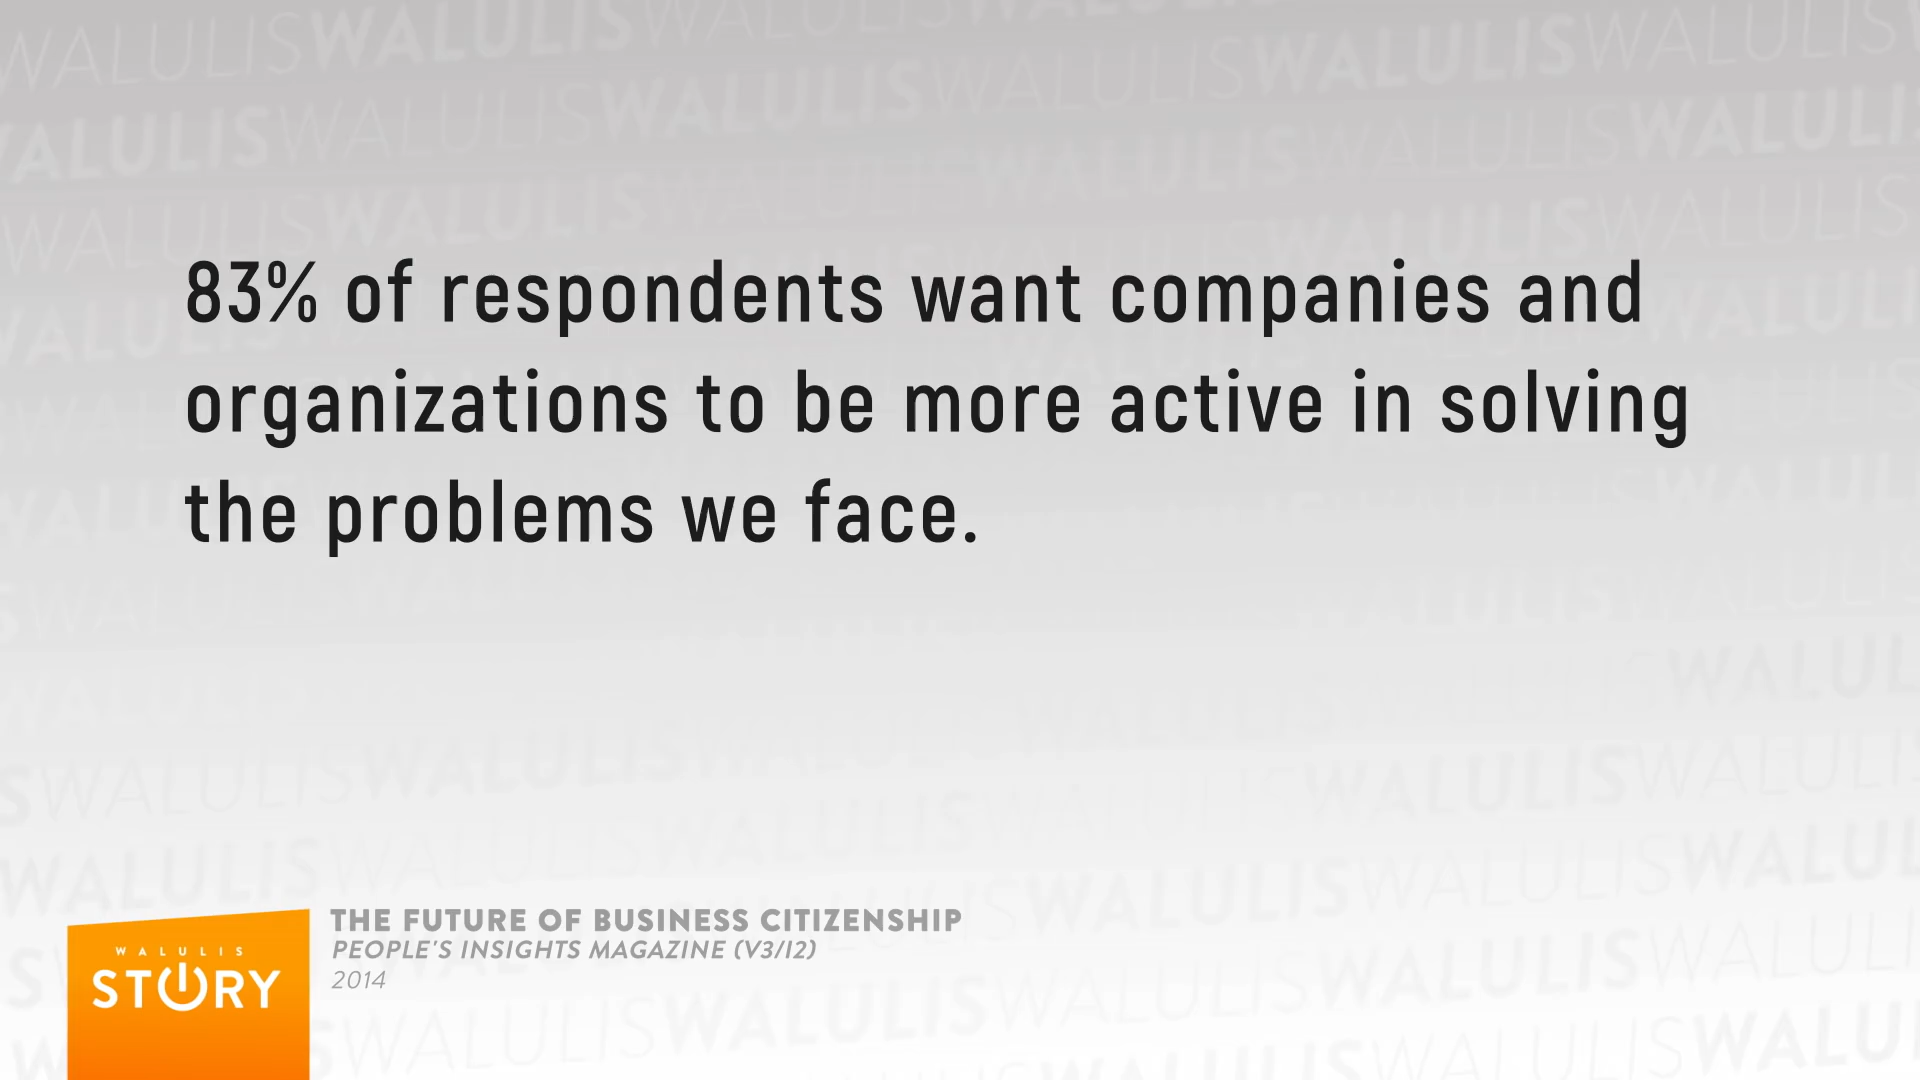 83% of respondents want companies and
organizations to be more active in solving
the problems we face.
THE FUTURE OF BUSINESS CITIZENSHIP
PEOPLE'S INSIGHTS MAGAZINE (V3/I2)
2014
WALULIS
STORY